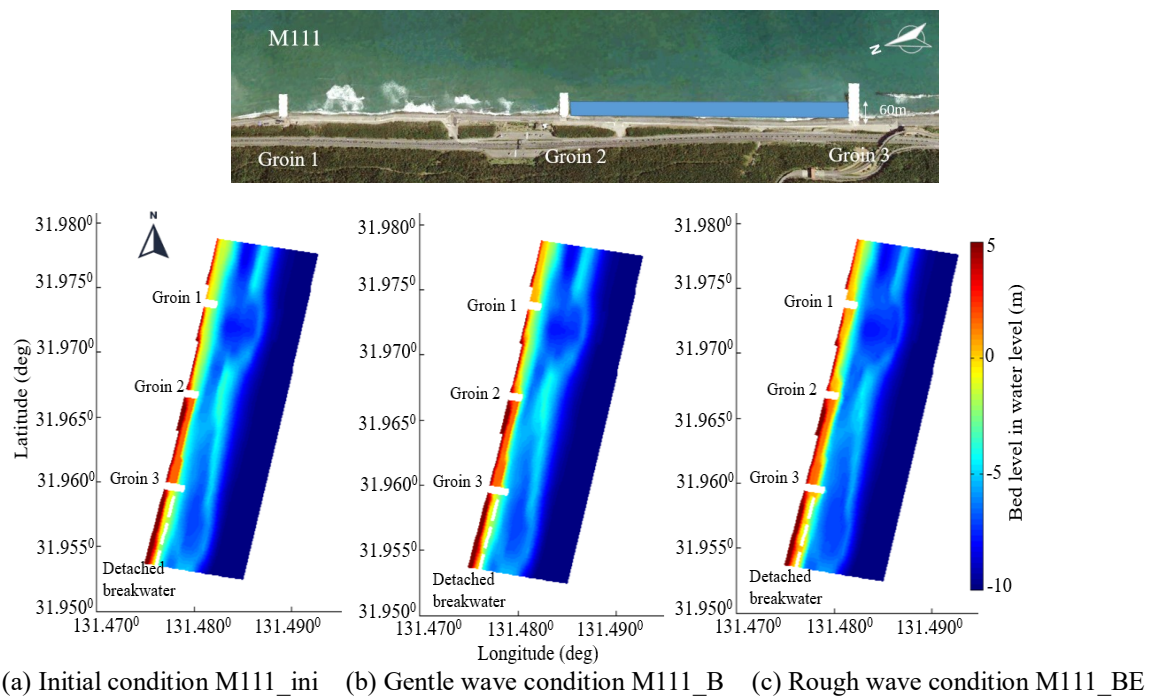 M111
N
60m
Groin 1
Groin 2
Groin 3
31.980⁰
31.975⁰
31.970⁰
31.965⁰
31.960⁰
31.955⁰
31.950⁰
Latitude (deg)
N
Groin 1
Groin 2
Groin 3
Detached
breakwater
131.470⁰ 131.480⁰ 131.490⁰
31.980⁰
31.975⁰
31.970⁰
31.965⁰
31.960⁰
31.955⁰
31.950⁰
Groin 1
Groin 2
Groin 3
Detached
breakwater
131.470⁰ 131.480⁰ 131.490⁰
Longitude (deg)
31.980⁰
31.975⁰
31.970⁰
31.965⁰
31.960⁰
31.955⁰
31.950⁰
Groin 1
Groin 2
Groin 3
Detached
breakwater
131.470⁰ 131.480⁰ 131.490⁰
5
0
-5
-10
Bed level in water level (m)
(a) Initial condition M111_ini
(b) Gentle wave condition M111_B
(c) Rough wave condition M111_BE